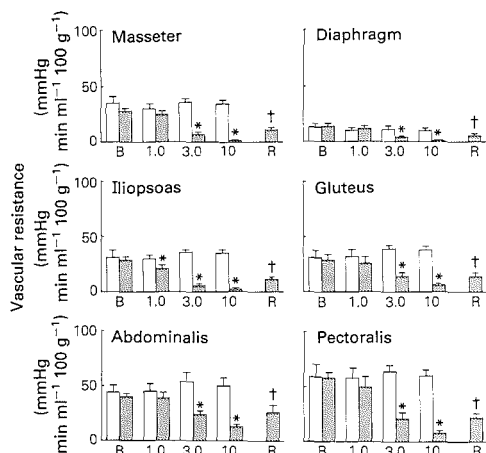 Vascular resistance
(mmHg
min ml⁻¹ 100 g⁻¹)
100
50
0
Masseter
*
*
†
B 1.0 3.0 10 R
Diaphragm
*
*
†
B 1.0 3.0 10 R
(mmHg
min ml⁻¹ 100 g⁻¹)
100
50
0
Iliopsoas
*
*
*
†
B 1.0 3.0 10 R
Gluteus
*
*
†
B 1.0 3.0 10 R
(mmHg
min ml⁻¹ 100 g⁻¹)
100
50
0
Abdominalis
*
*
†
B 1.0 3.0 10 R
Pectoralis
*
*
†
B 1.0 3.0 10 R